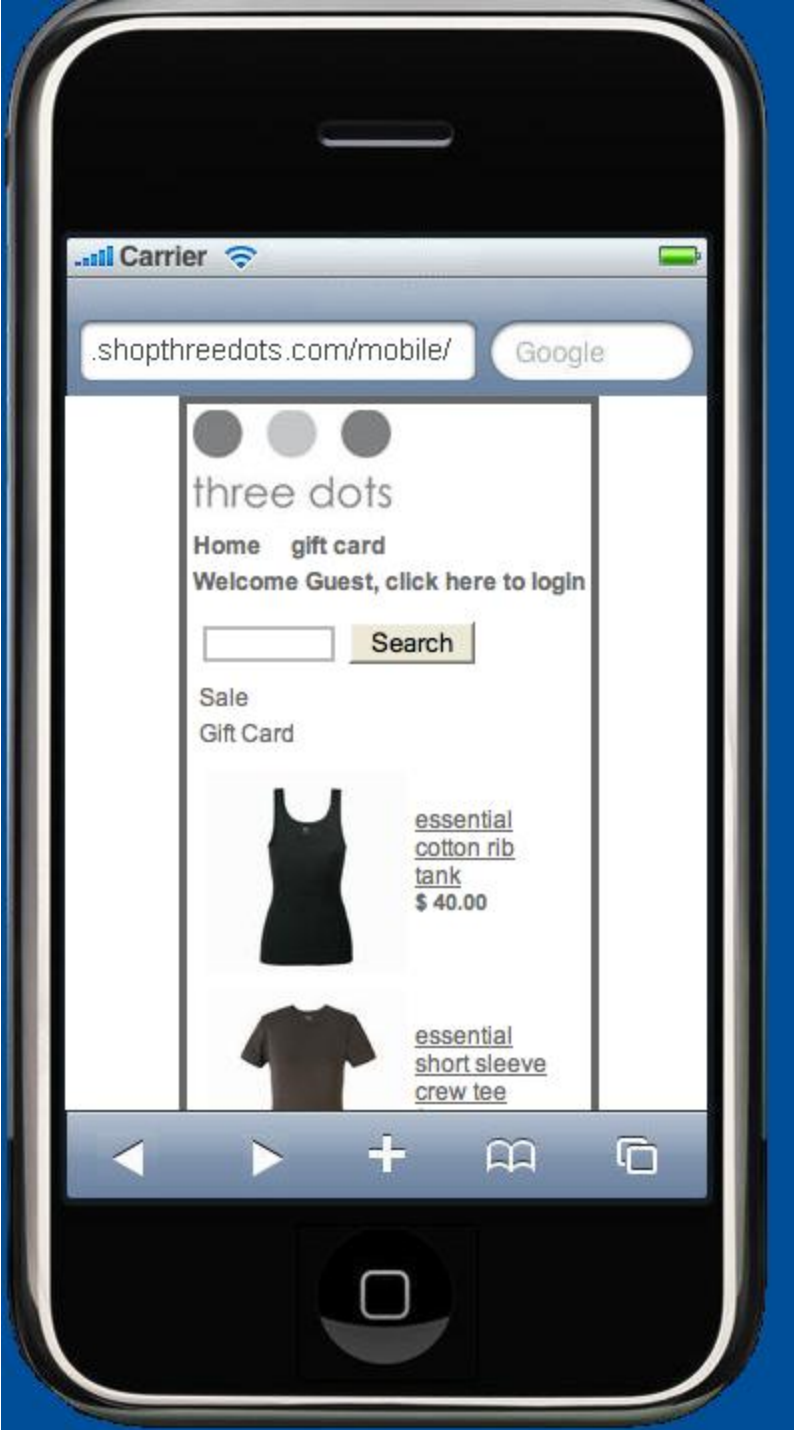 Carrier
.shopthreedots.com/mobile/ Google
three dots
Home gift card
Welcome Guest, click here to login
Search
Sale
Gift Card
essential
cotton rib
tank
$ 40.00
essential
short sleeve
crew tee